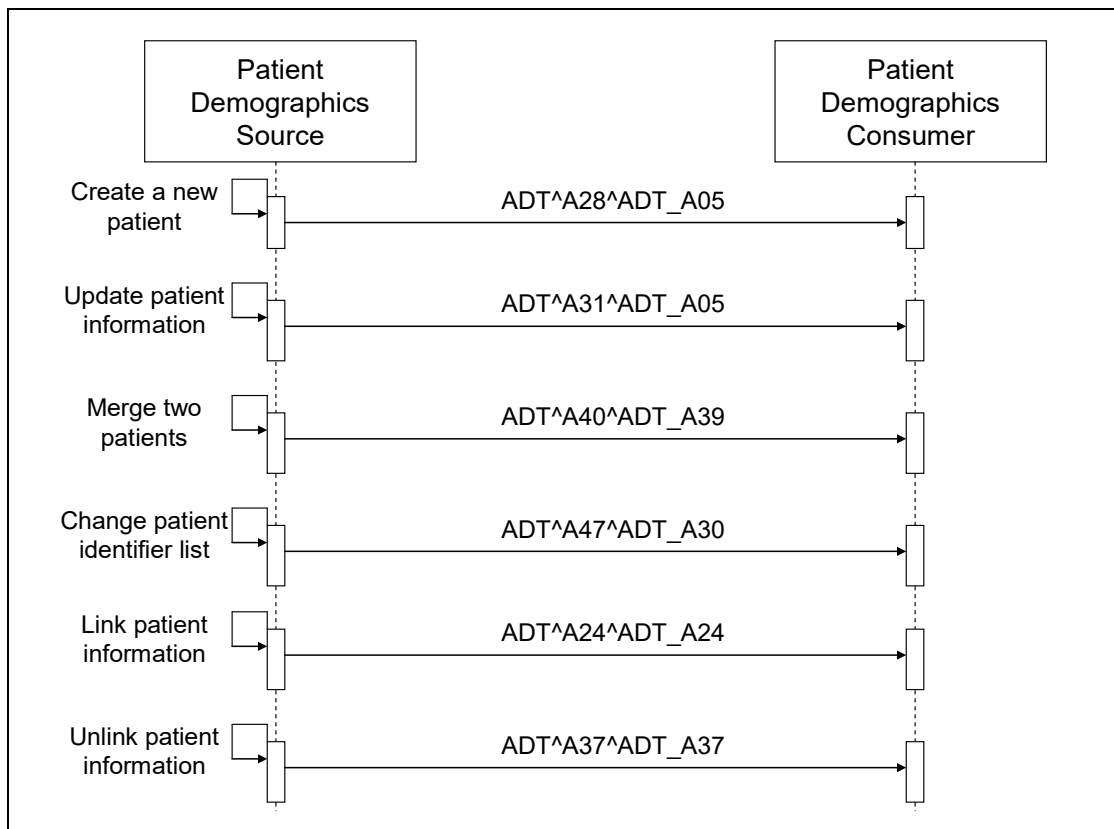 Patient
Demographics
Source
Patient
Demographics
Consumer
Create a new
patient
ADT^A28^ADT_A05
Update patient
information
ADT^A31^ADT_A05
Merge two
patients
ADT^A40^ADT_A39
Change patient
identifier list
ADT^A47^ADT_A30
Link patient
information
ADT^A24^ADT_A24
Unlink patient
information
ADT^A37^ADT_A37